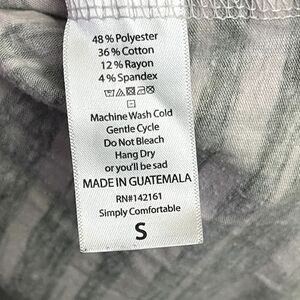 48 % Polyester
36 % Cotton
12 % Rayon
4 % Spandex
Machine Wash Cold
Gentle Cycle
Do Not Bleach
Hang Dry
or you'll be sad
MADE IN GUATEMALA
RN#142161
Simply Comfortable
S